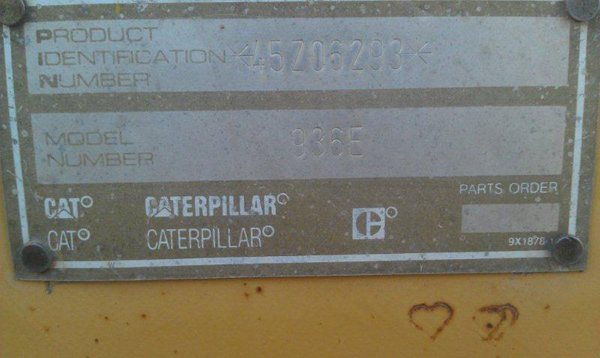 PRODUCT
IDENTIFICATION
NUMBER
45Z06293
MODEL
NUMBER
936E
PARTS ORDER
CAT CATERPILLAR
CAT CATERPILLAR C